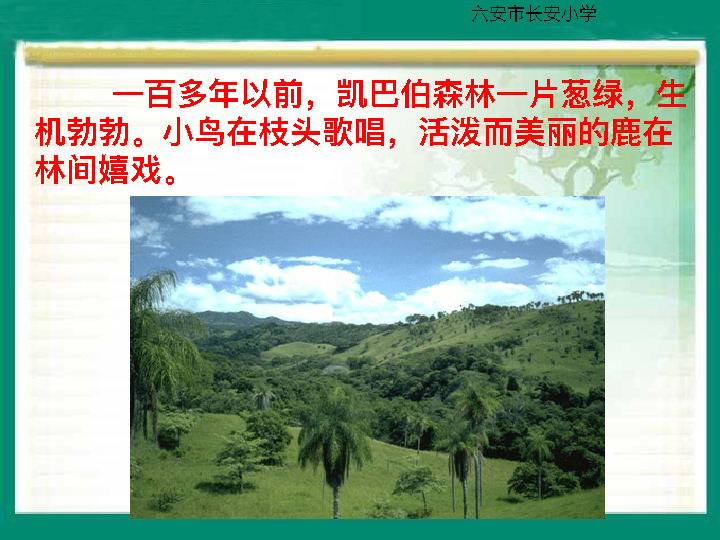 六安市长安小学
一百多年以前，凯巴伯森林一片葱绿，生
机勃勃。小鸟在枝头歌唱，活泼而美丽的鹿在
林间嬉戏。